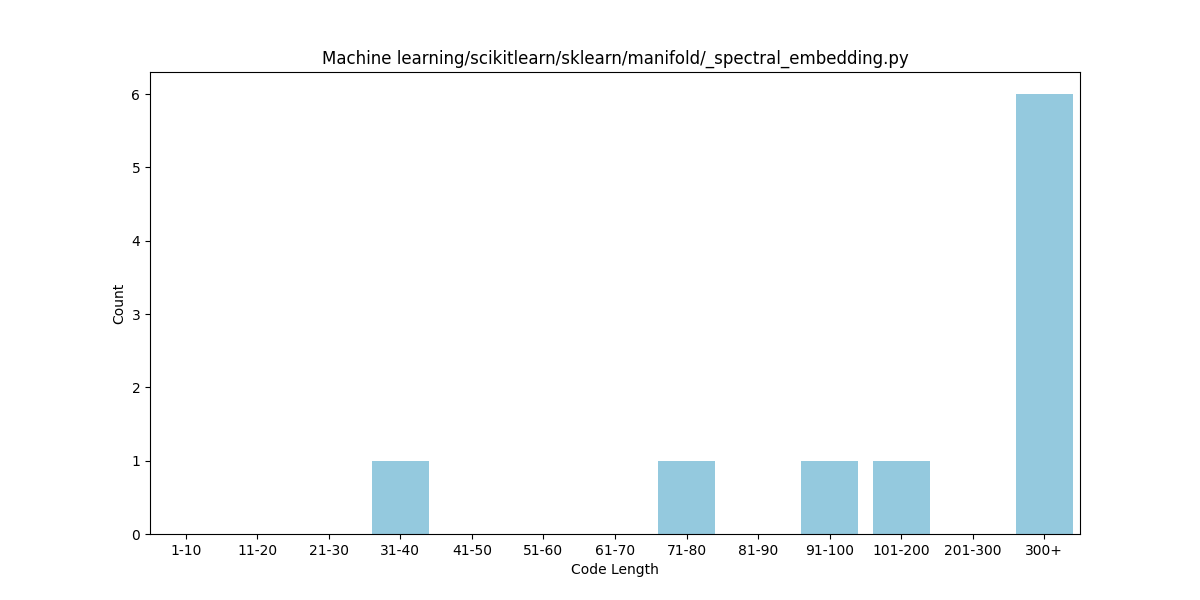 Machine learning/scikitlearn/sklearn/manifold/_spectral_embedding.py
6
5
4
3
2
1
0
Count
1-10 11-20 21-30 31-40 41-50 51-60 61-70 71-80 81-90 91-100 101-200 201-300 300+
Code Length